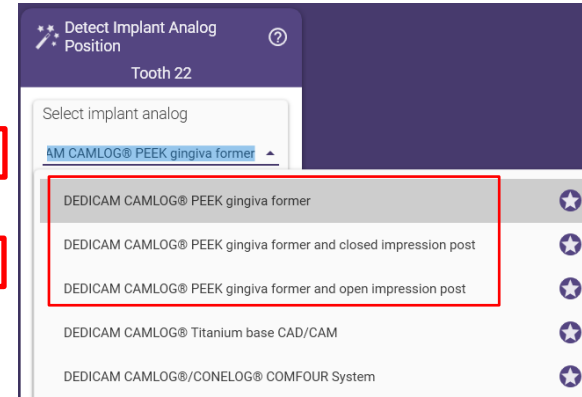 Detect Implant Analog
Position
Tooth 22
Select implant analog
AM CAMLOG® PEEK gingiva former
DEDICAM CAMLOG® PEEK gingiva former
DEDICAM CAMLOG® PEEK gingiva former and closed impression post
DEDICAM CAMLOG® PEEK gingiva former and open impression post
DEDICAM CAMLOG® Titanium base CAD/CAM
DEDICAM CAMLOG®/CONELOG® COMFOUR System